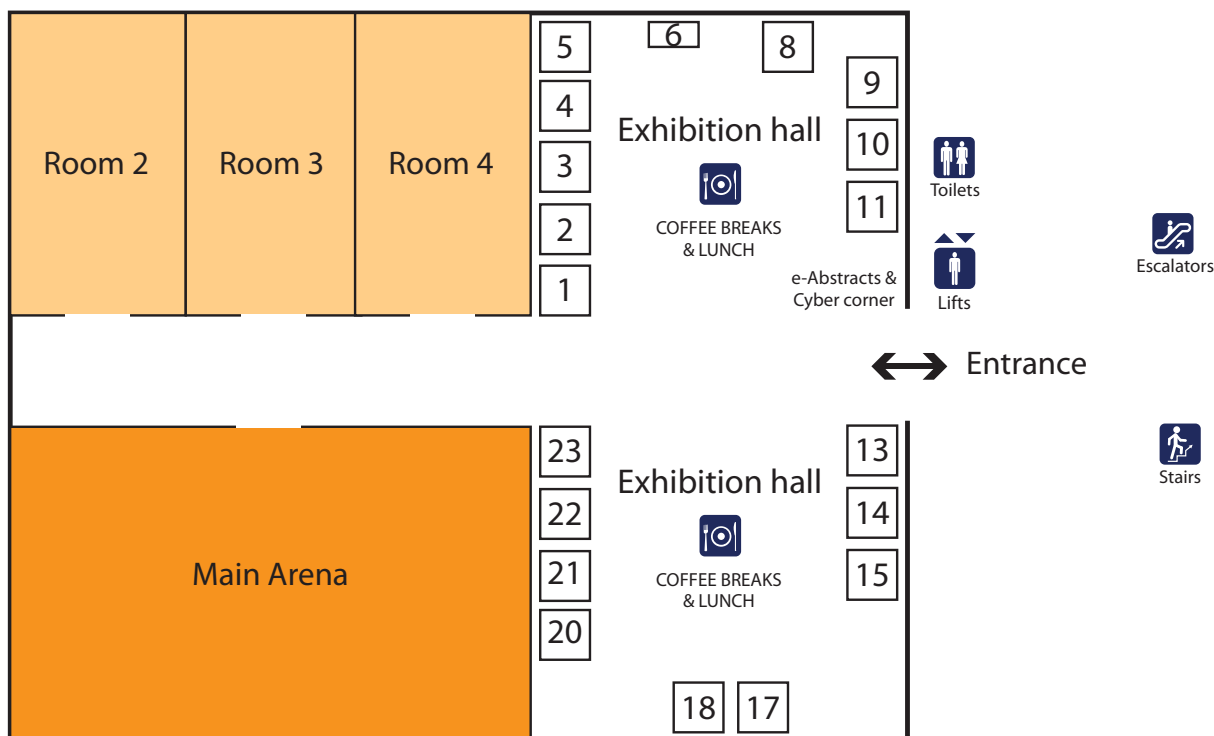 5
6
8
9
4
Exhibition hall
10
Room 2
Room 3
Room 4
3
Toilets
11
2
COFFEE BREAKS
& LUNCH
Escalators
e-Abstracts &
Cyber corner
1
Lifts
Entrance
23
13
Exhibition hall
Stairs
22
14
Main Arena
21
COFFEE BREAKS
& LUNCH
15
20
18
17